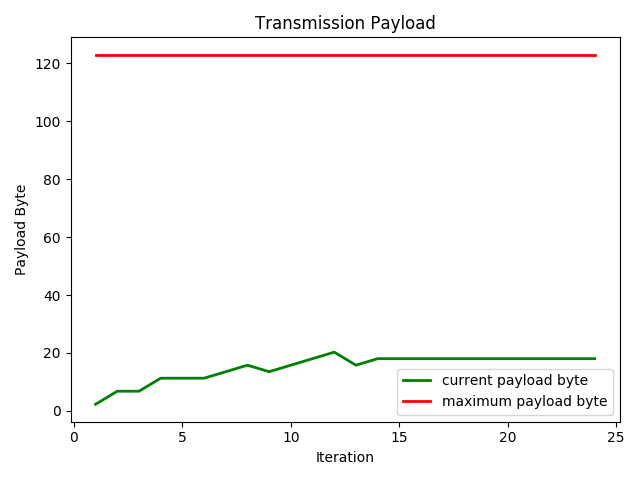 Transmission Payload
120
100
80
60
40
20
0
Payload Byte
0 5 10 15 20 25
Iteration
current payload byte
maximum payload byte